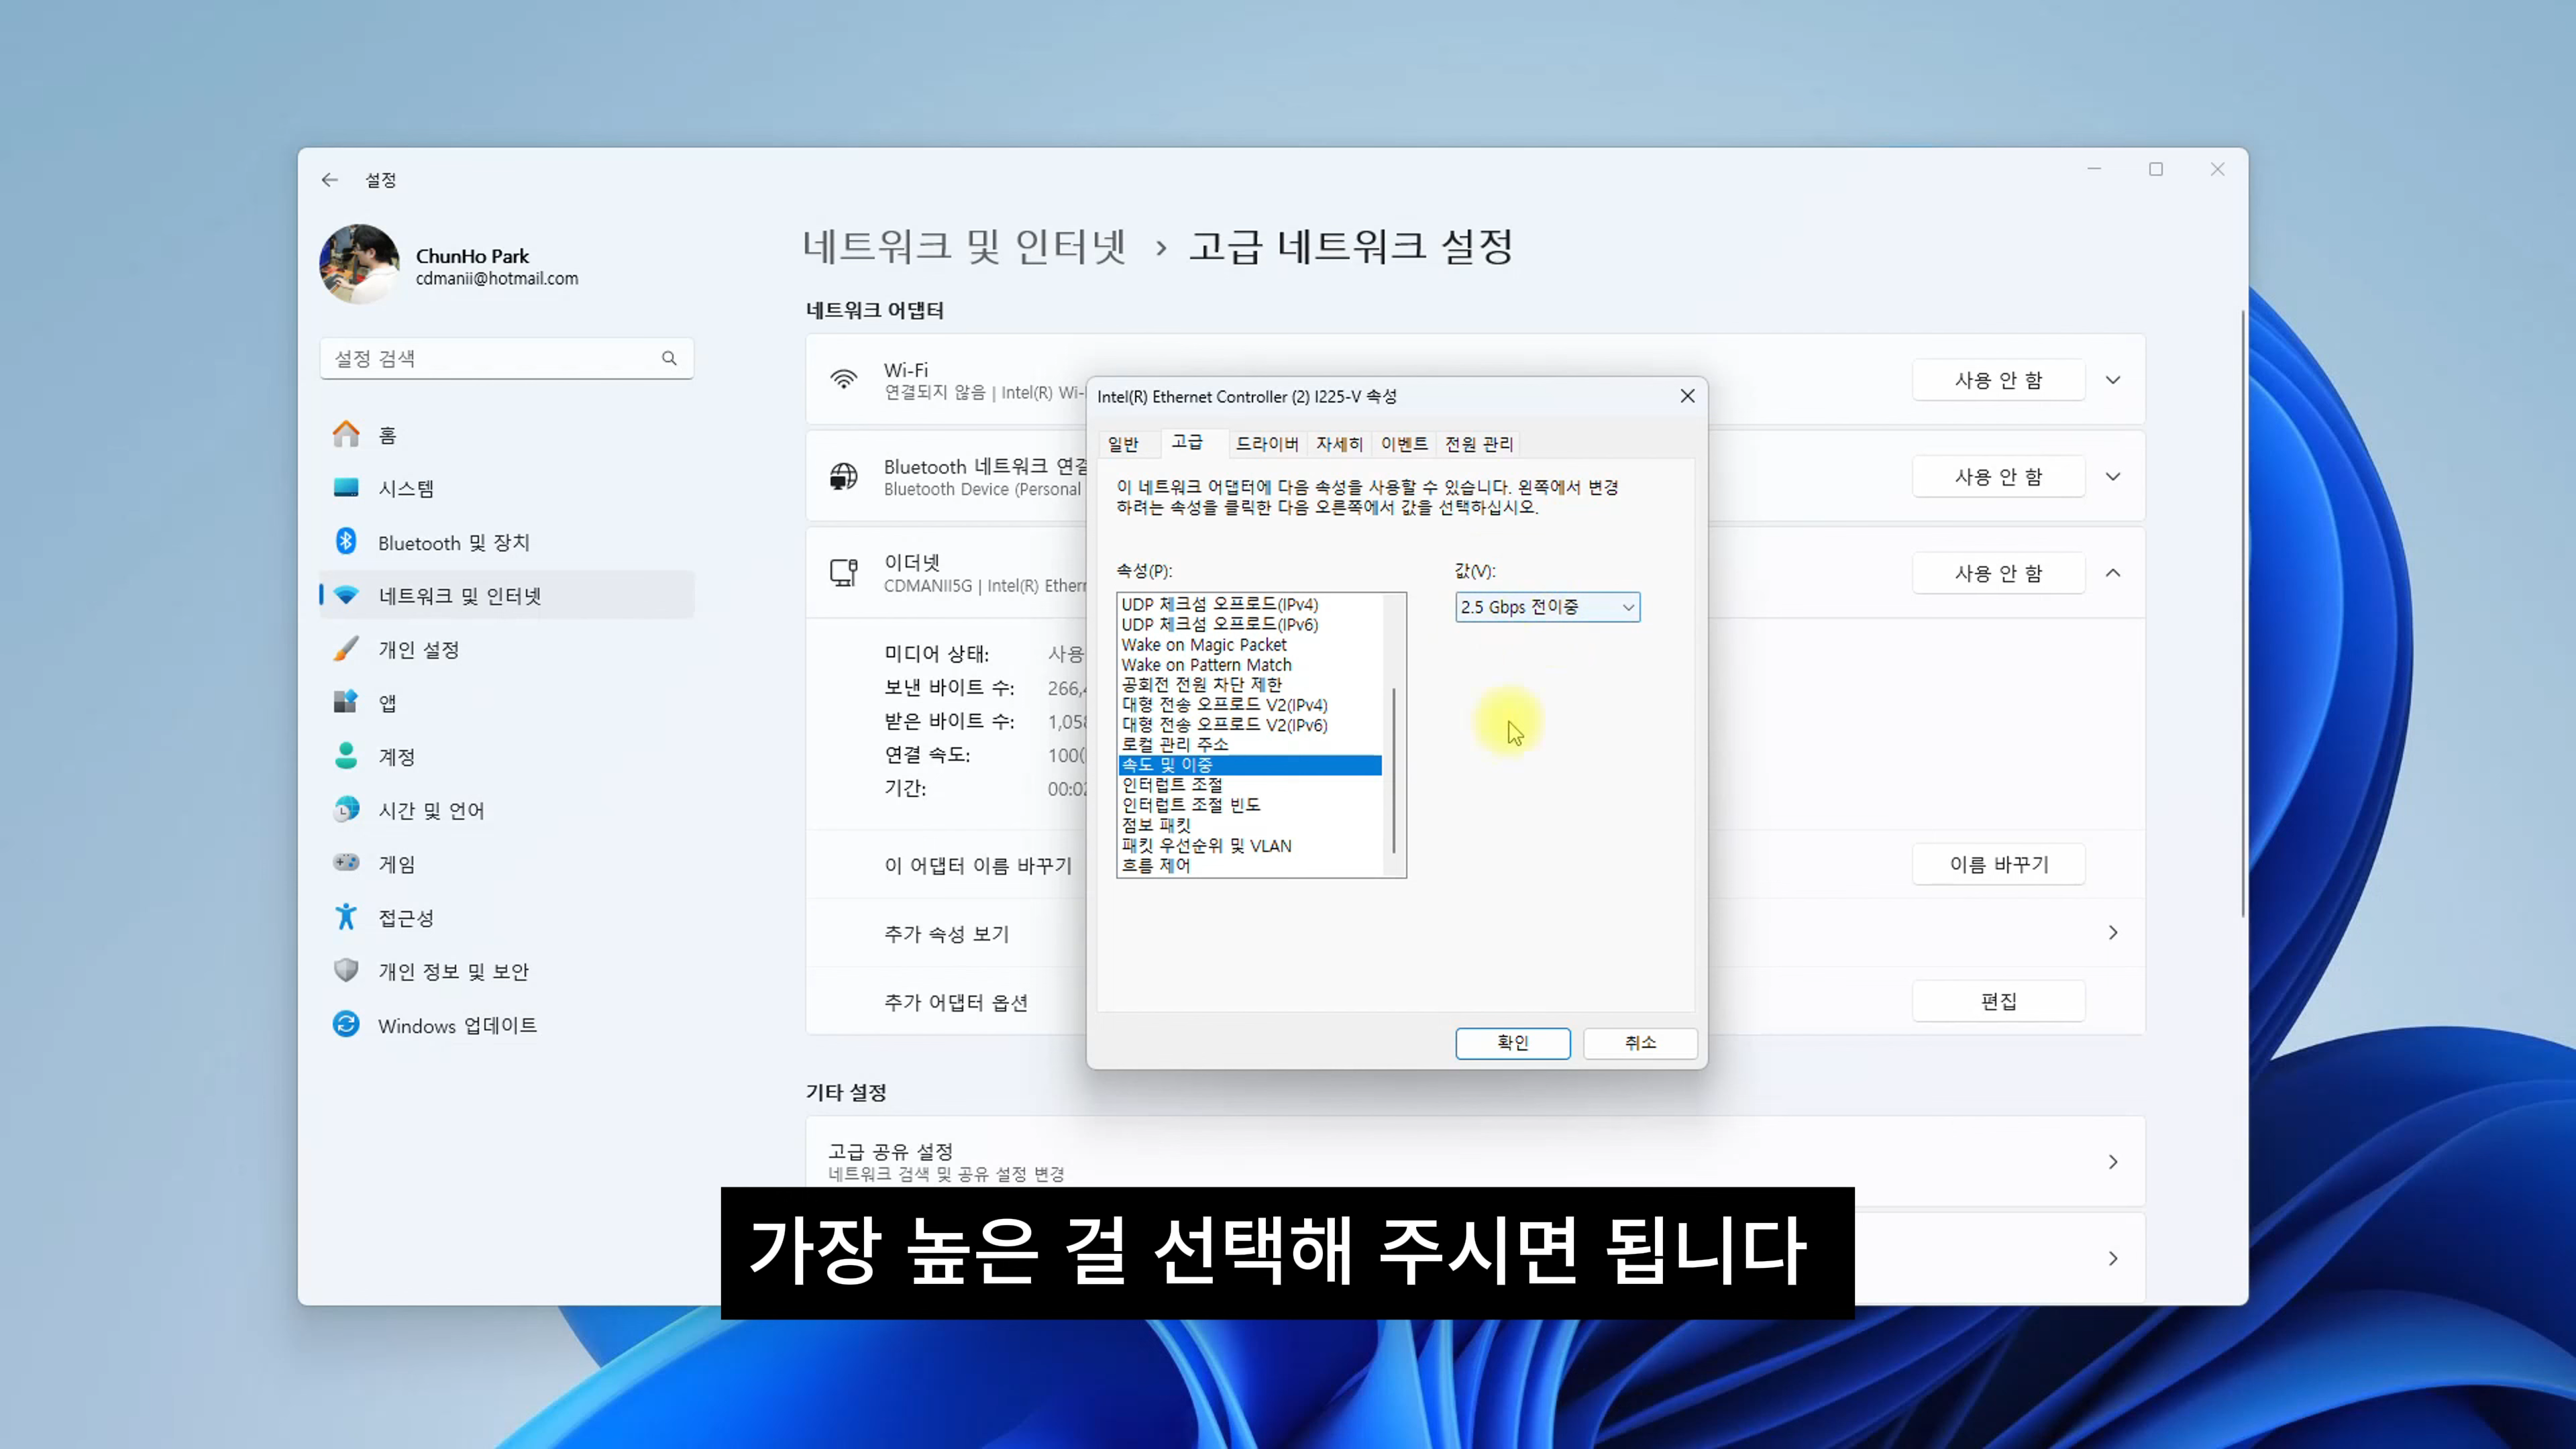 설정
ChunHo Park
cdmanii@hotmail.com
설정 검색
홈
시스템
Bluetooth 및 장치
네트워크 및 인터넷
개인 설정
앱
계정
시간 및 언어
게임
접근성
개인 정보 및 보안
Windows 업데이트
네트워크 및 인터넷 › 고급 네트워크 설정
네트워크 어댑터
Wi-Fi
연결되지 않음 | Intel(R) Wi-
사용 안 함
Bluetooth 네트워크 연결
Bluetooth Device (Personal
사용 안 함
이더넷
CDMANII5G | Intel(R) Ether
사용 안 함
미디어 상태: 사용
보낸 바이트 수: 266,
받은 바이트 수: 1,058
연결 속도: 100(
기간: 00:02
이 어댑터 이름 바꾸기
이름 바꾸기
추가 속성 보기
추가 어댑터 옵션
편집
기타 설정
고급 공유 설정
네트워크 검색 및 공유 설정 변경
Intel(R) Ethernet Controller (2) I225-V 속성
일반 고급 드라이버 자세히 이벤트 전원 관리
이 네트워크 어댑터에 다음 속성을 사용할 수 있습니다. 왼쪽에서 변경
하려는 속성을 클릭한 다음 오른쪽에서 값을 선택하십시오.
속성(P):
UDP 체크섬 오프로드(IPv4)
UDP 체크섬 오프로드(IPv6)
Wake on Magic Packet
Wake on Pattern Match
공회전 전원 차단 제한
대형 전송 오프로드 V2(IPv4)
대형 전송 오프로드 V2(IPv6)
로컬 관리 주소
속도 및 이중
인터럽트 조절
인터럽트 조절 빈도
점보 패킷
패킷 우선순위 및 VLAN
흐름 제어
값(V):
2.5 Gbps 전이중
확인
취소
가장 높은 걸 선택해 주시면 됩니다